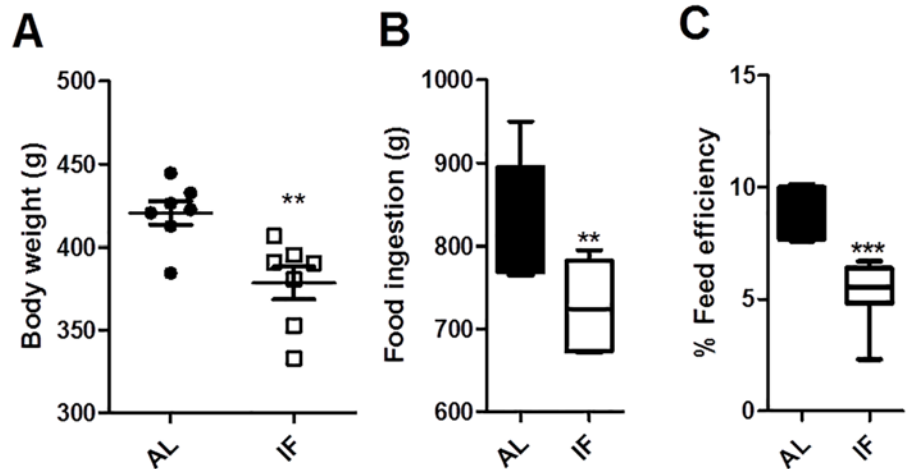 A
Body weight (g)
500
450
400
350
300
**
AL
IF
B
Food ingestion (g)
1000
900
800
700
600
**
AL
IF
C
% Feed efficiency
15
10
5
0
***
AL
IF